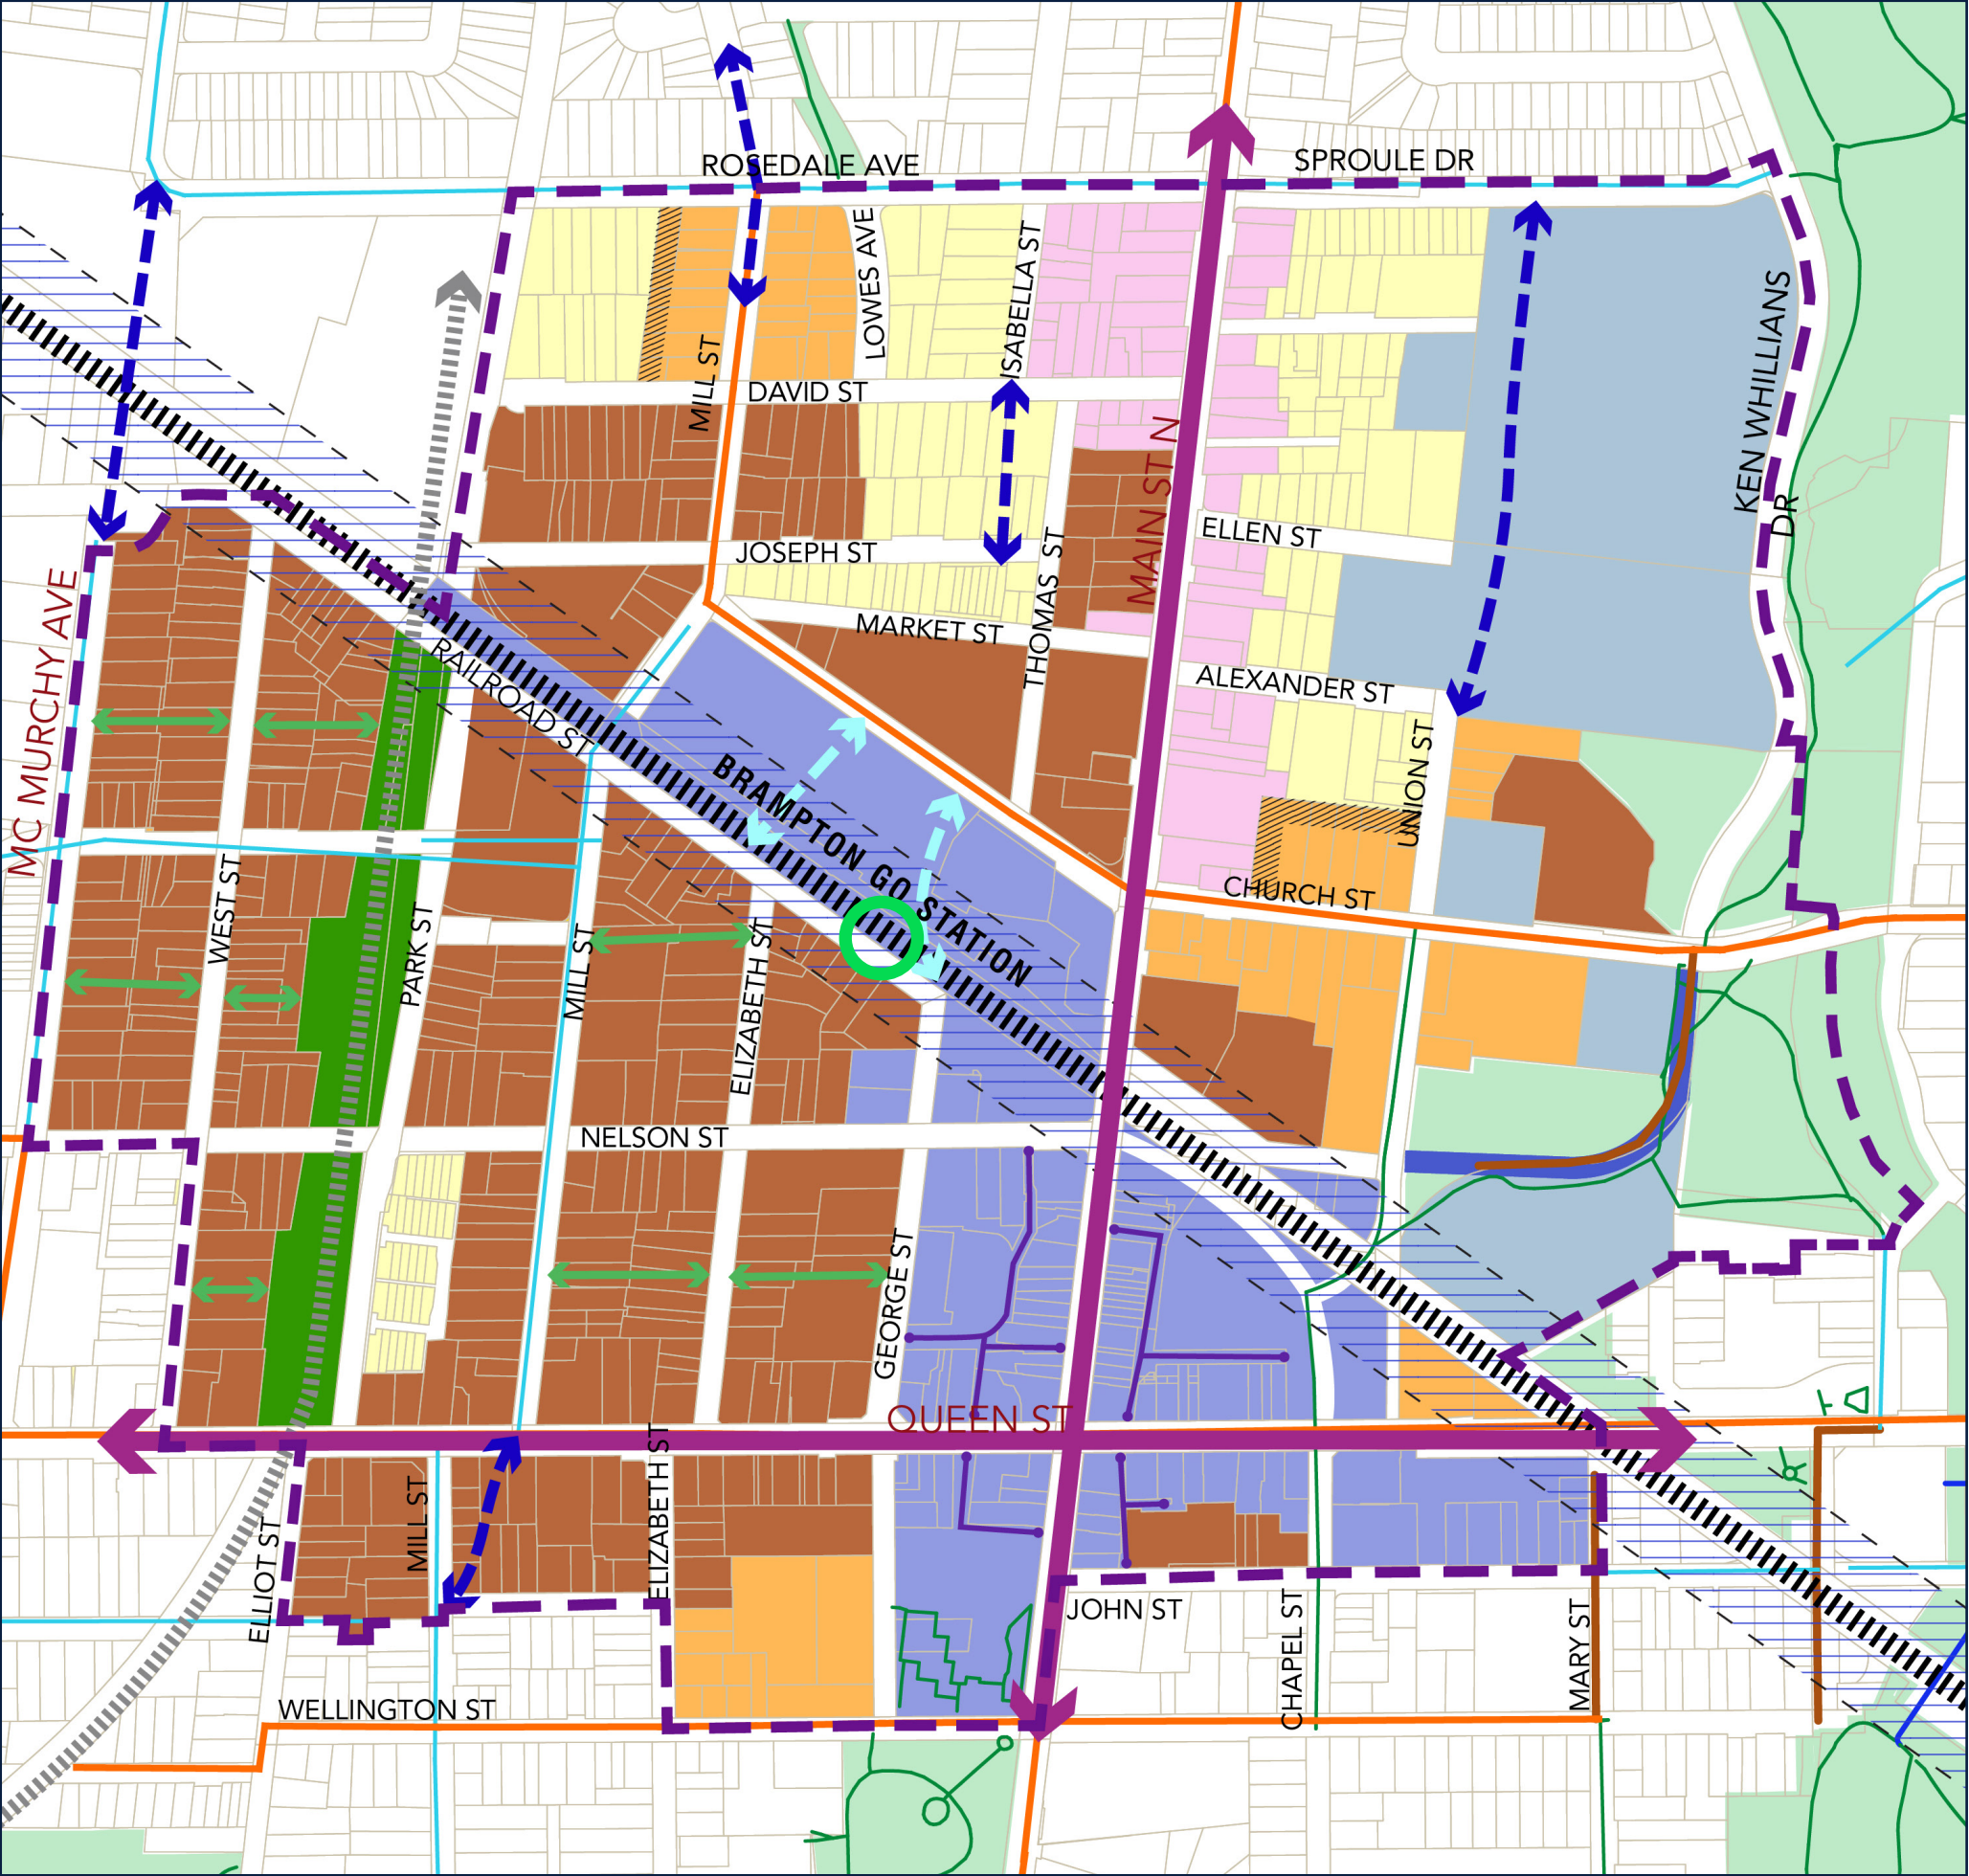 ROSEDALE AVE
SPROULE DR
LOWES AVE
ISABELLA ST
KEN WHILLIANS
DR
MILL ST
DAVID ST
MAIN ST N
JOSEPH ST
ELLEN ST
THOMAS ST
MARKET ST
MC MURCHY AVE
RAILROAD ST
ALEXANDER ST
UNION ST
BRAMPTON GO STATION
WEST ST
PARK ST
MILL ST
ELIZABETH ST
CHURCH ST
NELSON ST
GEORGE ST
QUEEN ST
ELLIOT ST
MILL ST
ELIZABETH ST
JOHN ST
CHAPEL ST
MARY ST
WELLINGTON ST